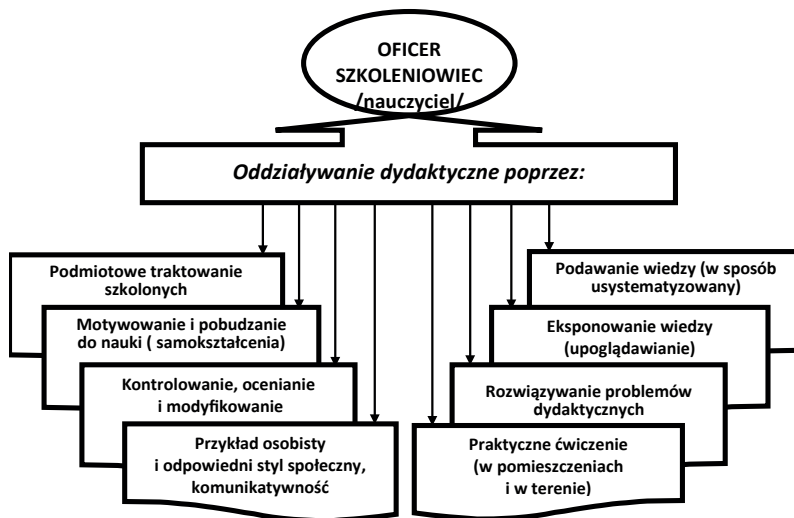 OFICER
SZKOLENIOWIEC
/nauczyciel/
Oddziaływanie dydaktyczne poprzez:
Podmiotowe traktowanie
szkolonych
Motywowanie i pobudzanie
do nauki ( samokształcenia)
Kontrolowanie, ocenianie
i modyfikowanie
Przykład osobisty
i odpowiedni styl społeczny,
komunikatywność
Podawanie wiedzy (w sposób
usystematyzowany)
Eksponowanie wiedzy
(upoglądawianie)
Rozwiązywanie problemów
dydaktycznych
Praktyczne ćwiczenie
(w pomieszczeniach
i w terenie)